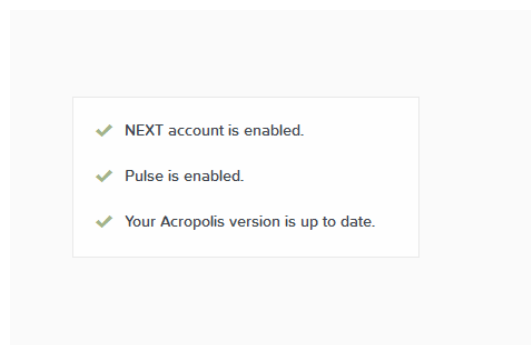 NEXT account is enabled.
Pulse is enabled.
Your Acropolis version is up to date.